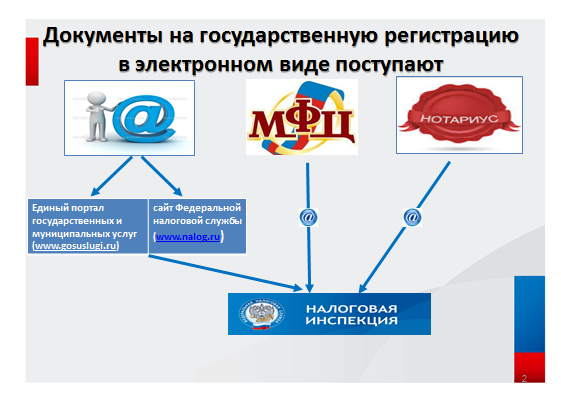 Документы на государственную регистрацию
в электронном виде поступают
@
МФЦ
НОТАРИУС
Единый портал
государственных и
муниципальных услуг
(www.gosuslugi.ru)
сайт Федеральной
налоговой службы
(www.nalog.ru)
@
@
НАЛОГОВАЯ
ИНСПЕКЦИЯ
2